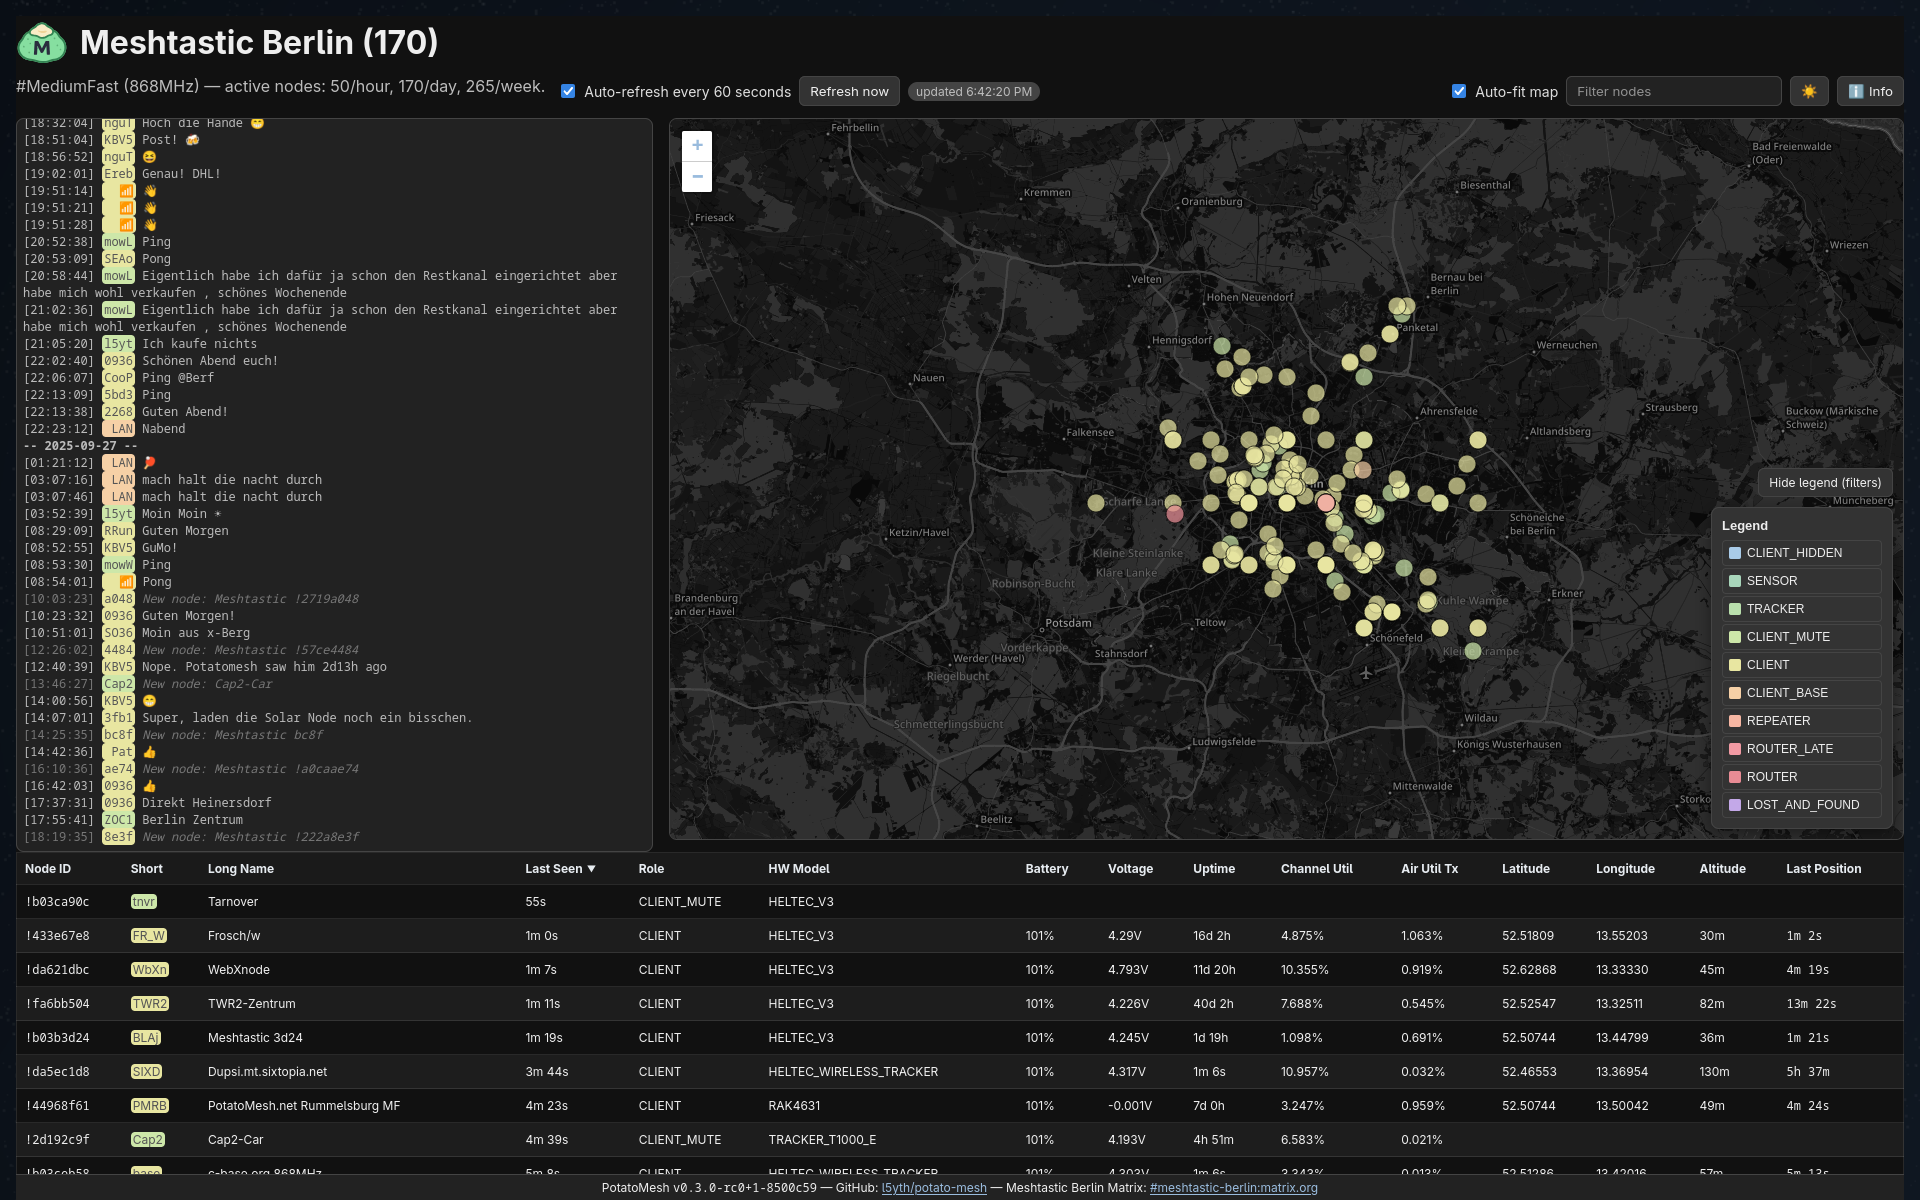 M
Meshtastic Berlin (170)
#MediumFast (868MHz) — active nodes: 50/hour, 170/day, 265/week.
Auto-refresh every 60 seconds
Refresh now
updated 6:42:20 PM
Auto-fit map
Filter nodes
☀️
ℹ️ Info
[18:32:04] nguT Hoch die Hände 😁
[18:51:04] KBV5 Post! 🍻
[18:56:52] nguT 😆
[19:02:01] Ereb Genau! DHL!
[19:51:14] 📶 👋
[19:51:21] 📶 👋
[19:51:28] 📶 👋
[20:52:38] mowL Ping
[20:53:09] SEAo Pong
[20:58:44] mowL Eigentlich habe ich dafür ja schon den Restkanal eingerichtet aber
habe mich wohl verkaufen , schönes Wochenende
[21:02:36] mowL Eigentlich habe ich dafür ja schon den Restkanal eingerichtet aber
habe mich wohl verkaufen , schönes Wochenende
[21:05:20] l5yt Ich kaufe nichts
[22:02:40] 0936 Schönen Abend euch!
[22:06:07] CooP Ping @Berf
[22:13:09] 5bd3 Ping
[22:13:38] 2268 Guten Abend!
[22:23:12] LAN Nabend
-- 2025-09-27 --
[01:21:12] LAN 🏓
[03:07:16] LAN mach halt die nacht durch
[03:07:46] LAN mach halt die nacht durch
[03:52:39] l5yt Moin Moin ☀
[08:29:09] RRun Guten Morgen
[08:52:55] KBV5 GuMo!
[08:53:30] mowW Ping
[08:54:01] 📶 Pong
[10:03:23] a048 New node: Meshtastic !2719a048
[10:23:32] 0936 Guten Morgen!
[10:51:01] SO36 Moin aus x-Berg
[12:26:02] 4484 New node: Meshtastic !57ce4484
[12:40:39] KBV5 Nope. Potatomesh saw him 2d13h ago
[13:46:27] Cap2 New node: Cap2-Car
[14:00:56] KBV5 😁
[14:07:01] 3fb1 Super, laden die Solar Node noch ein bisschen.
[14:25:35] bc8f New node: Meshtastic bc8f
[14:42:36] Pat 👍
[16:10:36] ae74 New node: Meshtastic !a0caae74
[16:42:03] 0936 👍
[17:37:31] 0936 Direkt Heinersdorf
[17:55:41] ZOC1 Berlin Zentrum
[18:19:35] 8e3f New node: Meshtastic !222a8e3f
+
−
Fehrbellin
Bad Freienwalde
(Oder)
Kremmen
Biesenthal
Oranienburg
Friesack
Wriezen
Velten
Bernau bei
Berlin
Hohen Neuendorf
Panketal
Hennigsdorf
Werneuchen
Nauen
Strausberg
Ahrensfelde
Buckow (Märkische
Schweiz)
Falkensee
Altlandsberg
Müncheberg
Schöneiche
bei Berlin
Ketzin/Havel
Kleine Steinlanke
Klare Lanke
Robinson-Bucht
Brandenburg
an der Havel
Erkner
Kuhle Wampe
Potsdam
Teltow
Schönefeld
Vorderkappe
Stahnsdorf
Werder (Havel)
Riegelbucht
Schmetterlingsbucht
Wildau
Ludwigsfelde
Königs Wusterhausen
Mittenwalde
Storko
Beelitz
Hide legend (filters)
Legend
CLIENT_HIDDEN
SENSOR
TRACKER
CLIENT_MUTE
CLIENT
CLIENT_BASE
REPEATER
ROUTER_LATE
ROUTER
LOST_AND_FOUND
Node ID Short Long Name Last Seen ▼ Role HW Model Battery Voltage Uptime Channel Util Air Util Tx Latitude Longitude Altitude Last Position
!b03ca90c tnvr Tarnover 55s CLIENT_MUTE HELTEC_V3
!433e67e8 FR_W Frosch/w 1m 0s CLIENT HELTEC_V3 101% 4.29V 16d 2h 4.875% 1.063% 52.51809 13.55203 30m 1m 2s
!da621dbc WbXn WebXnode 1m 7s CLIENT HELTEC_V3 101% 4.793V 11d 20h 10.355% 0.919% 52.62868 13.33330 45m 4m 19s
!fa6bb504 TWR2 TWR2-Zentrum 1m 11s CLIENT HELTEC_V3 101% 4.226V 40d 2h 7.688% 0.545% 52.52547 13.32511 82m 13m 22s
!b03b3d24 BLAj Meshtastic 3d24 1m 19s CLIENT HELTEC_V3 101% 4.245V 1d 19h 1.098% 0.691% 52.50744 13.44799 36m 1m 21s
!da5ec1d8 SIXD Dupsi.mt.sixtopia.net 3m 44s CLIENT HELTEC_WIRELESS_TRACKER 101% 4.317V 1m 6s 10.957% 0.032% 52.46553 13.36954 130m 5h 37m
!44968f61 PMRB PotatoMesh.net Rummelsburg MF 4m 23s CLIENT RAK4631 101% -0.001V 7d 0h 3.247% 0.959% 52.50744 13.50042 49m 4m 24s
!2d192c9f Cap2 Cap2-Car 4m 39s CLIENT_MUTE TRACKER_T1000_E 101% 4.193V 4h 51m 6.583% 0.021%
!b03ceb58 base c-base.org 868MHz 5m 8s CLIENT HELTEC_WIRELESS_TRACKER 101% 4.303V 1m 6s 3.343% 0.013% 52.51286 13.42016 57m 5m 13s
PotatoMesh v0.3.0-rc0+1-8500c59 — GitHub: l5yth/potato-mesh — Meshtastic Berlin Matrix: #meshtastic-berlin:matrix.org